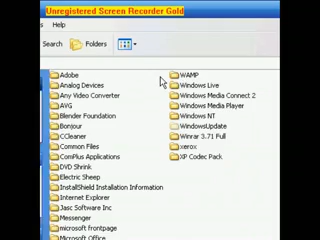 Unregistered Screen Recorder Gold
s Help
Search Folders
Adobe
Analog Devices
Any Video Converter
AVG
Blender Foundation
Bonjour
CCleaner
Common Files
ComPlus Applications
DVD Shrink
Electric Sheep
InstallShield Installation Information
Internet Explorer
Jasc Software Inc
Messenger
microsoft frontpage
Microsoft Office
WAMP
Windows Live
Windows Media Connect 2
Windows Media Player
Windows NT
WindowsUpdate
Winrar 3.71 Full
xerox
XP Codec Pack